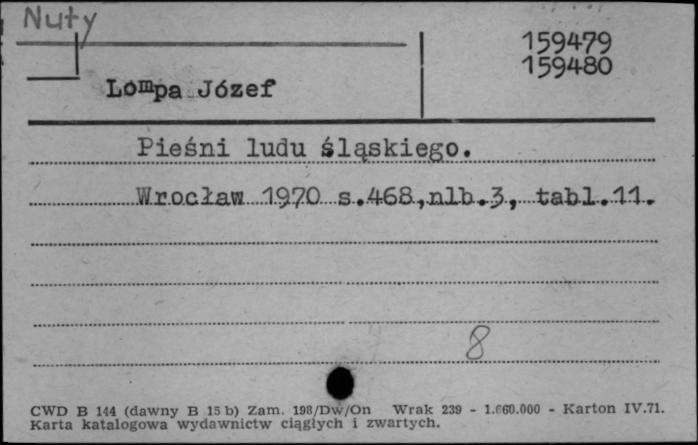 Nuty
159479
159480
Lompa Józef
Pieśni ludu śląskiego.
Wrocław 1970 s.468,nlb.3, tabl.11.
8
CWD B 144 (dawny B 15 b) Zam. 198/Dw/On Wrak 239 - 1.660.000 - Karton IV.71.
Karta katalogowa wydawnictw ciągłych i zwartych.